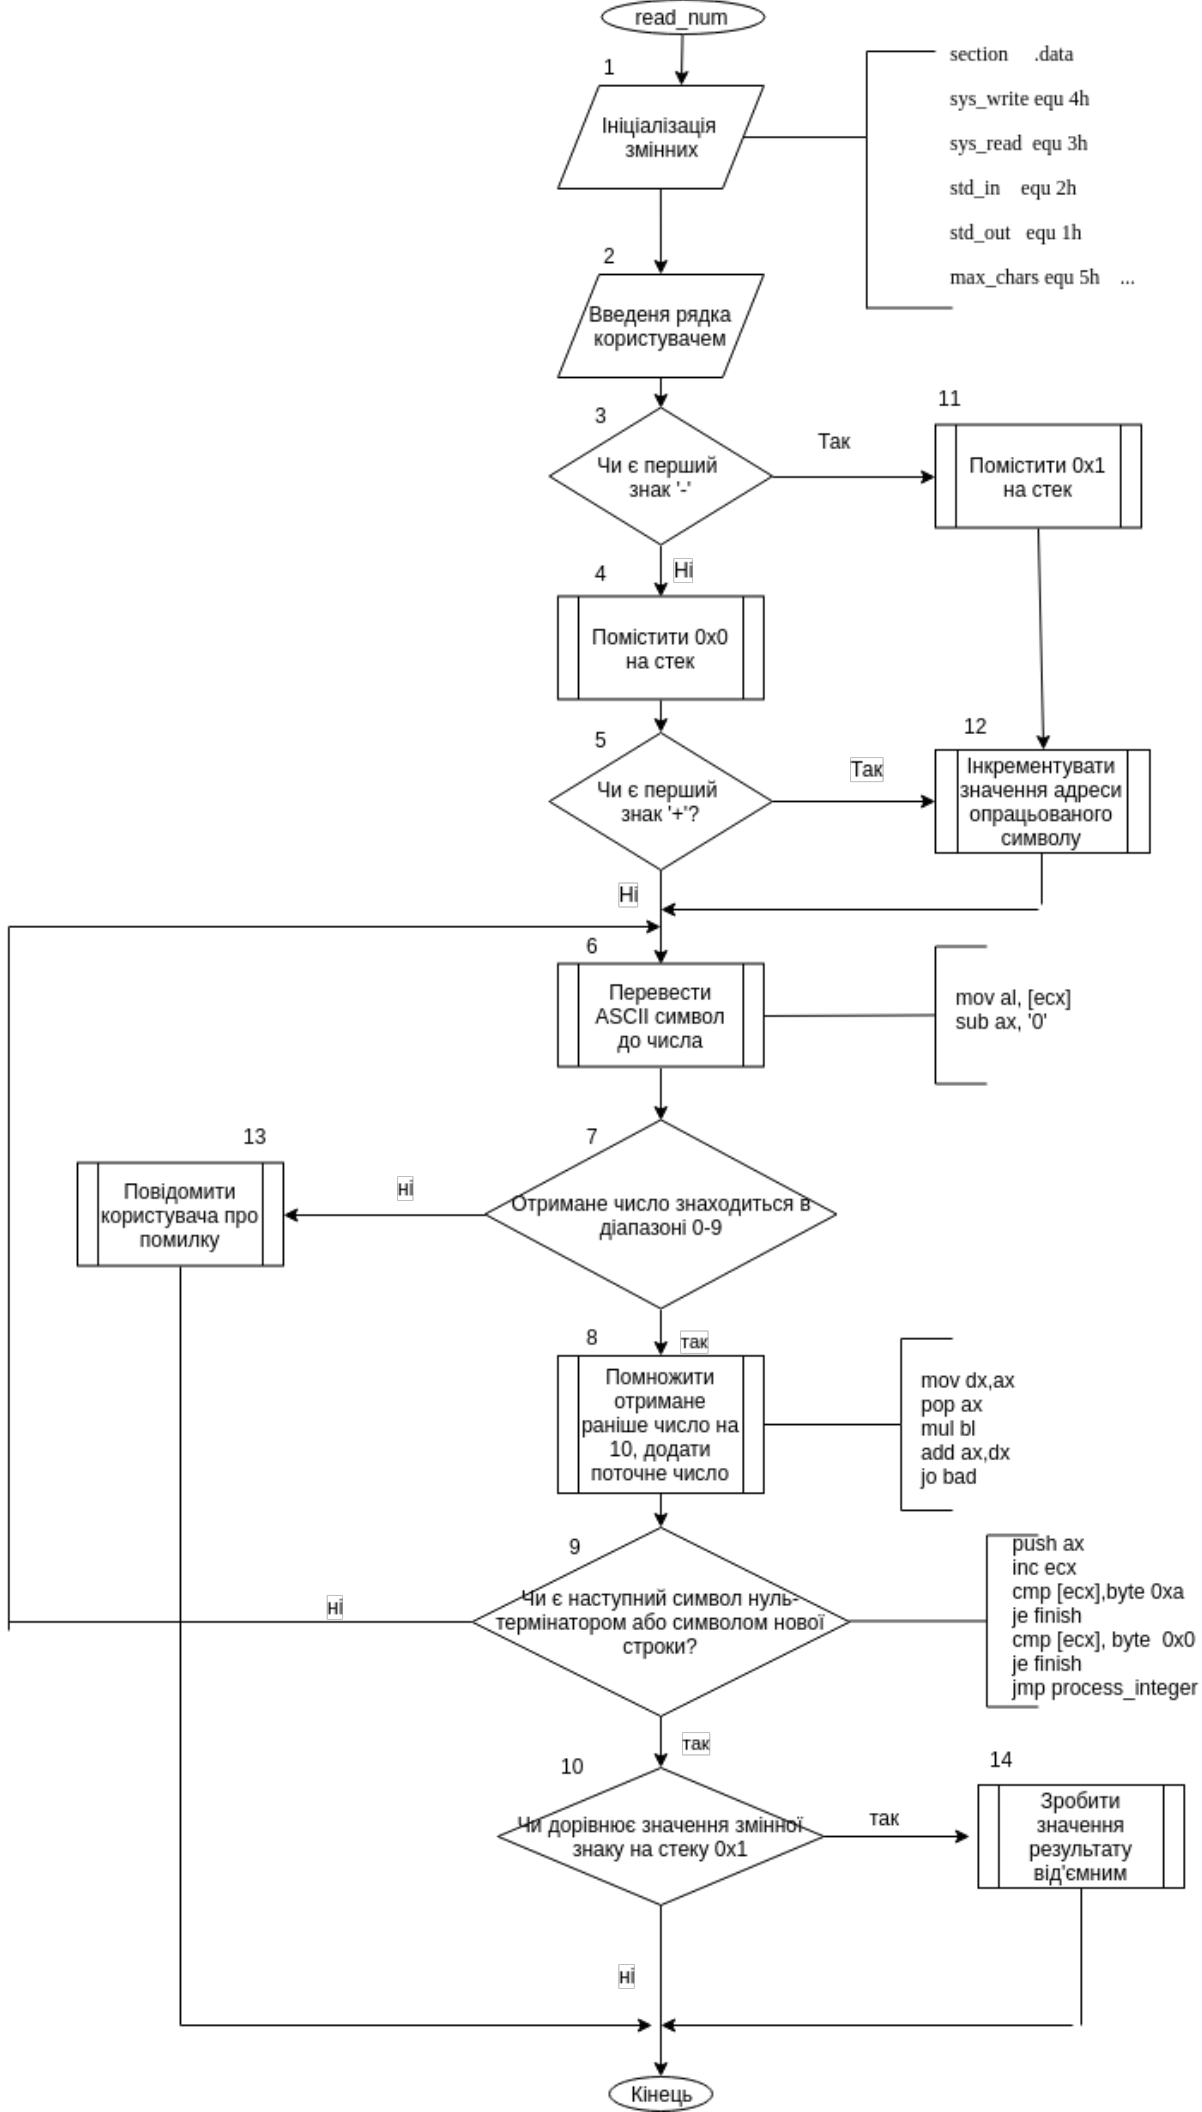 read_num
1
Ініціалізація
змінних
section .data
sys_write equ 4h
sys_read equ 3h
std_in equ 2h
std_out equ 1h
max_chars equ 5h ...
2
Введеня рядка
користувачем
3
Чи є перший
знак '-'
Так
11
Помістити 0x1
на стек
Ні
4
Помістити 0x0
на стек
5
Чи є перший
знак '+'?
Так
12
Інкрементувати
значення адреси
опрацьованого
символу
Ні
6
Перевести
ASCII символ
до числа
mov al, [ecx]
sub ax, '0'
7
Отримане число знаходиться в
діапазоні 0-9
ні
13
Повідомити
користувача про
помилку
так
8
Помножити
отримане
раніше число на
10, додати
поточне число
mov dx,ax
pop ax
mul bl
add ax,dx
jo bad
9
Чи є наступний символ нуль-
термінатором або символом нової
строки?
ні
push ax
inc ecx
cmp [ecx],byte 0xa
je finish
cmp [ecx], byte 0x0
je finish
jmp process_integer
так
10
Чи дорівнює значення змінної
знаку на стеку 0x1
так
14
Зробити
значення
результату
від'ємним
ні
Кінець